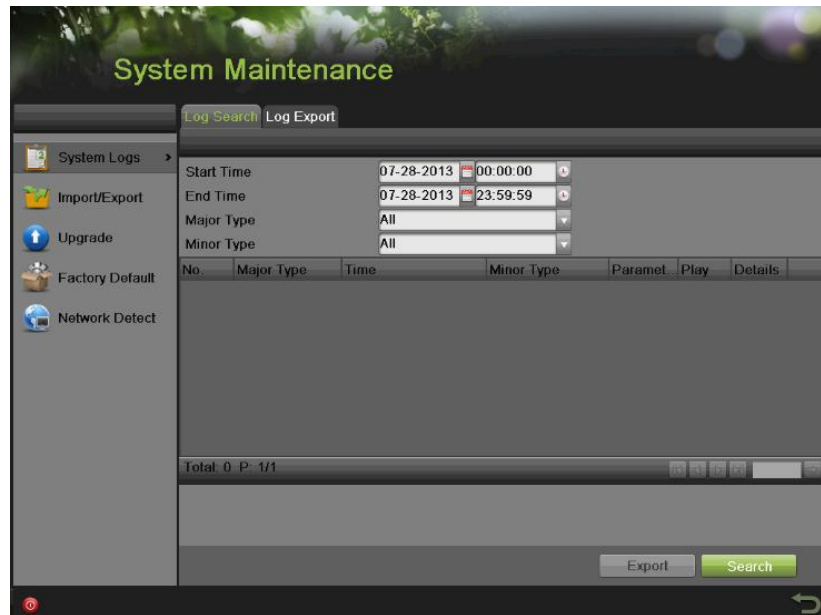 System Maintenance
Log Search Log Export
System Logs >
Import/Export
Upgrade
Factory Default
Network Detect
Start Time 07-28-2013 00:00:00
End Time 07-28-2013 23:59:59
Major Type All
Minor Type All
No. Major Type Time Minor Type Paramet... Play Details
Total: 0 P: 1/1
Export Search